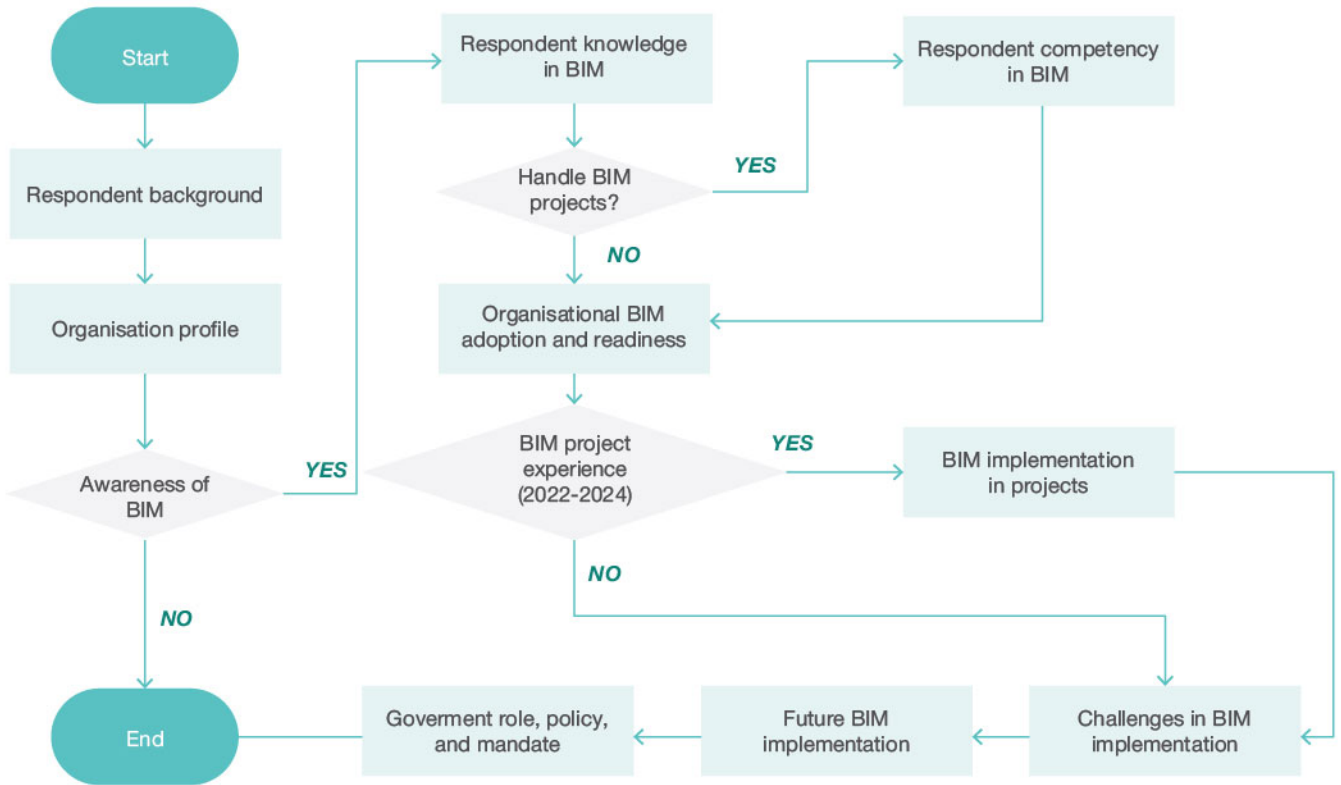 Start
Respondent background
Organisation profile
Awareness of
BIM
YES
NO
Respondent knowledge
in BIM
Handle BIM
projects?
YES
NO
Respondent competency
in BIM
Organisational BIM
adoption and readiness
BIM project
experience
(2022-2024)
YES
NO
BIM implementation
in projects
Challenges in BIM
implementation
Future BIM
implementation
Goverment role, policy,
and mandate
End